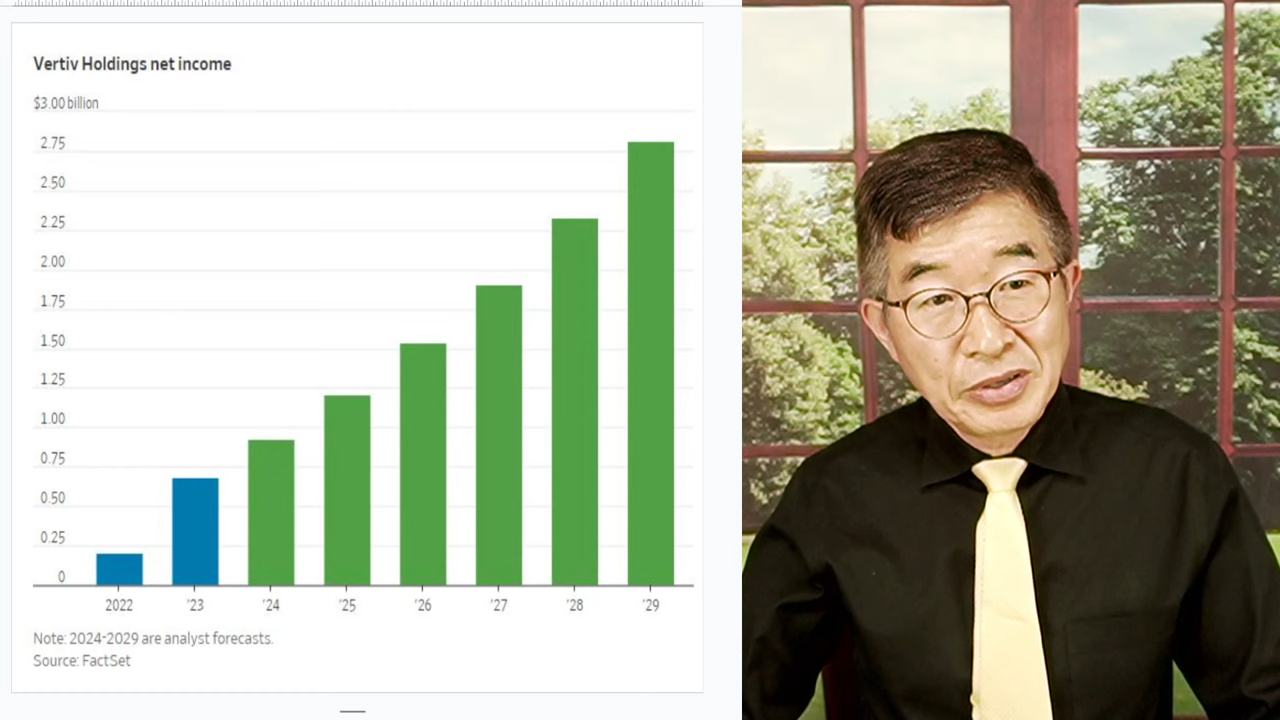 Vertiv Holdings net income
$3.00 billion
2.75
2.50
2.25
2.00
1.75
1.50
1.25
1.00
0.75
0.50
0.25
0
2022 '23 '24 '25 '26 '27 '28 '29
Note: 2024-2029 are analyst forecasts.
Source: FactSet